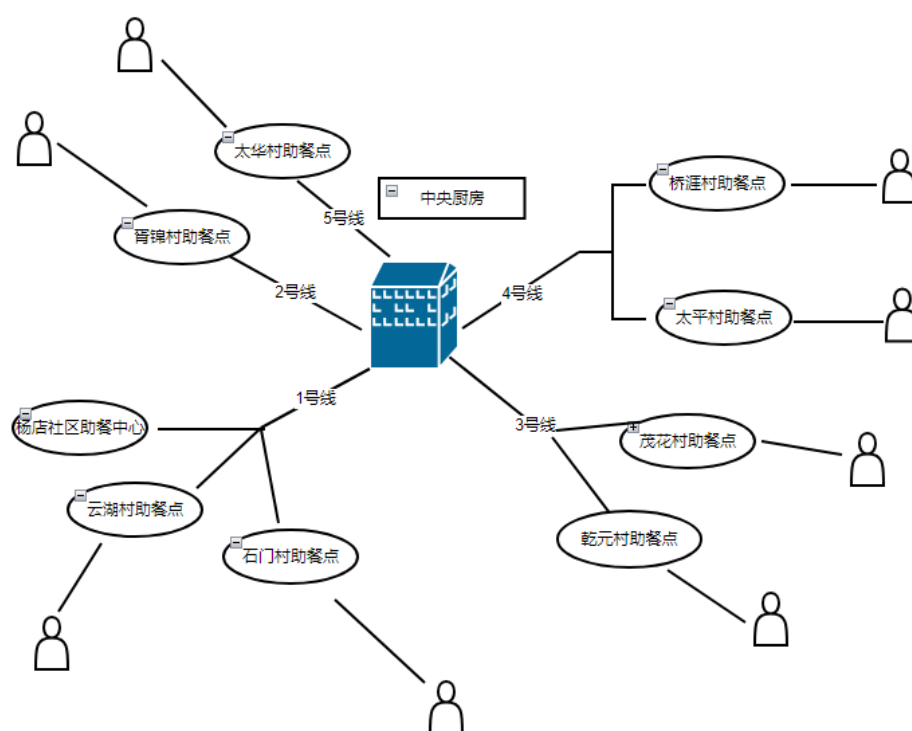 太华村助餐点
中央厨房
桥涯村助餐点
5号线
胥锦村助餐点
2号线
4号线
太平村助餐点
1号线
3号线
杨店社区助餐中心
茂花村助餐点
云湖村助餐点
乾元村助餐点
石门村助餐点